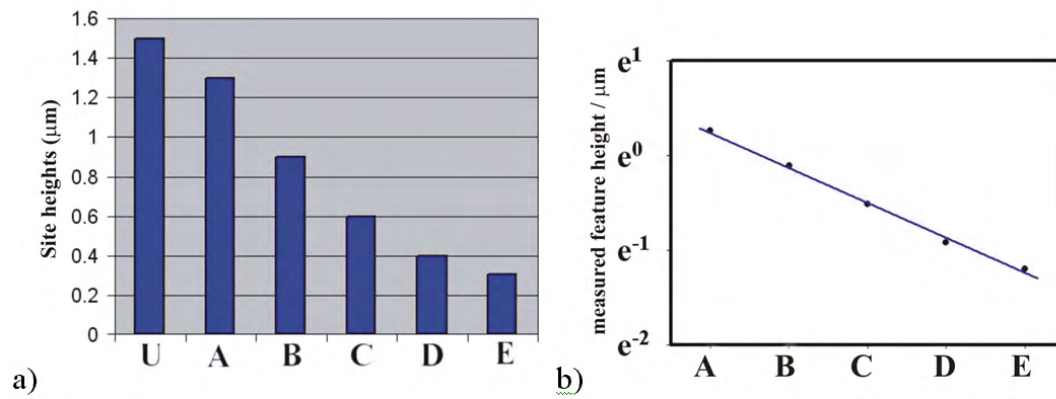 Site heights (μm)
1.6
1.4
1.2
1
0.8
0.6
0.4
0.2
0
U A B C D E
a)
measured feature height / μm
e1
e0
e-1
e-2
A B C D E
b)